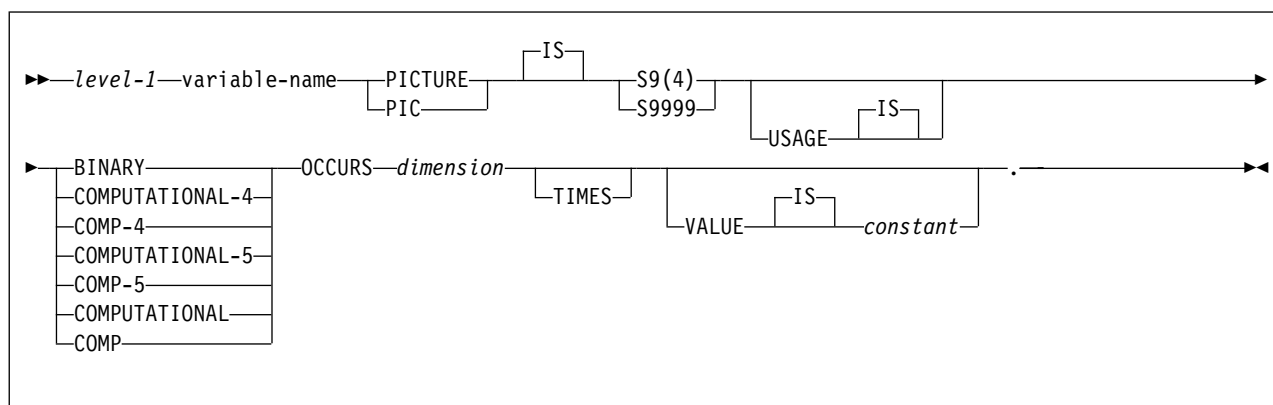 IS
level-1 variable-name PICTURE S9(4)
PIC S9999 IS
USAGE
BINARY OCCURS dimension .
COMPUTATIONAL-4 TIMES IS
COMP-4 VALUE constant
COMPUTATIONAL-5
COMP-5
COMPUTATIONAL
COMP